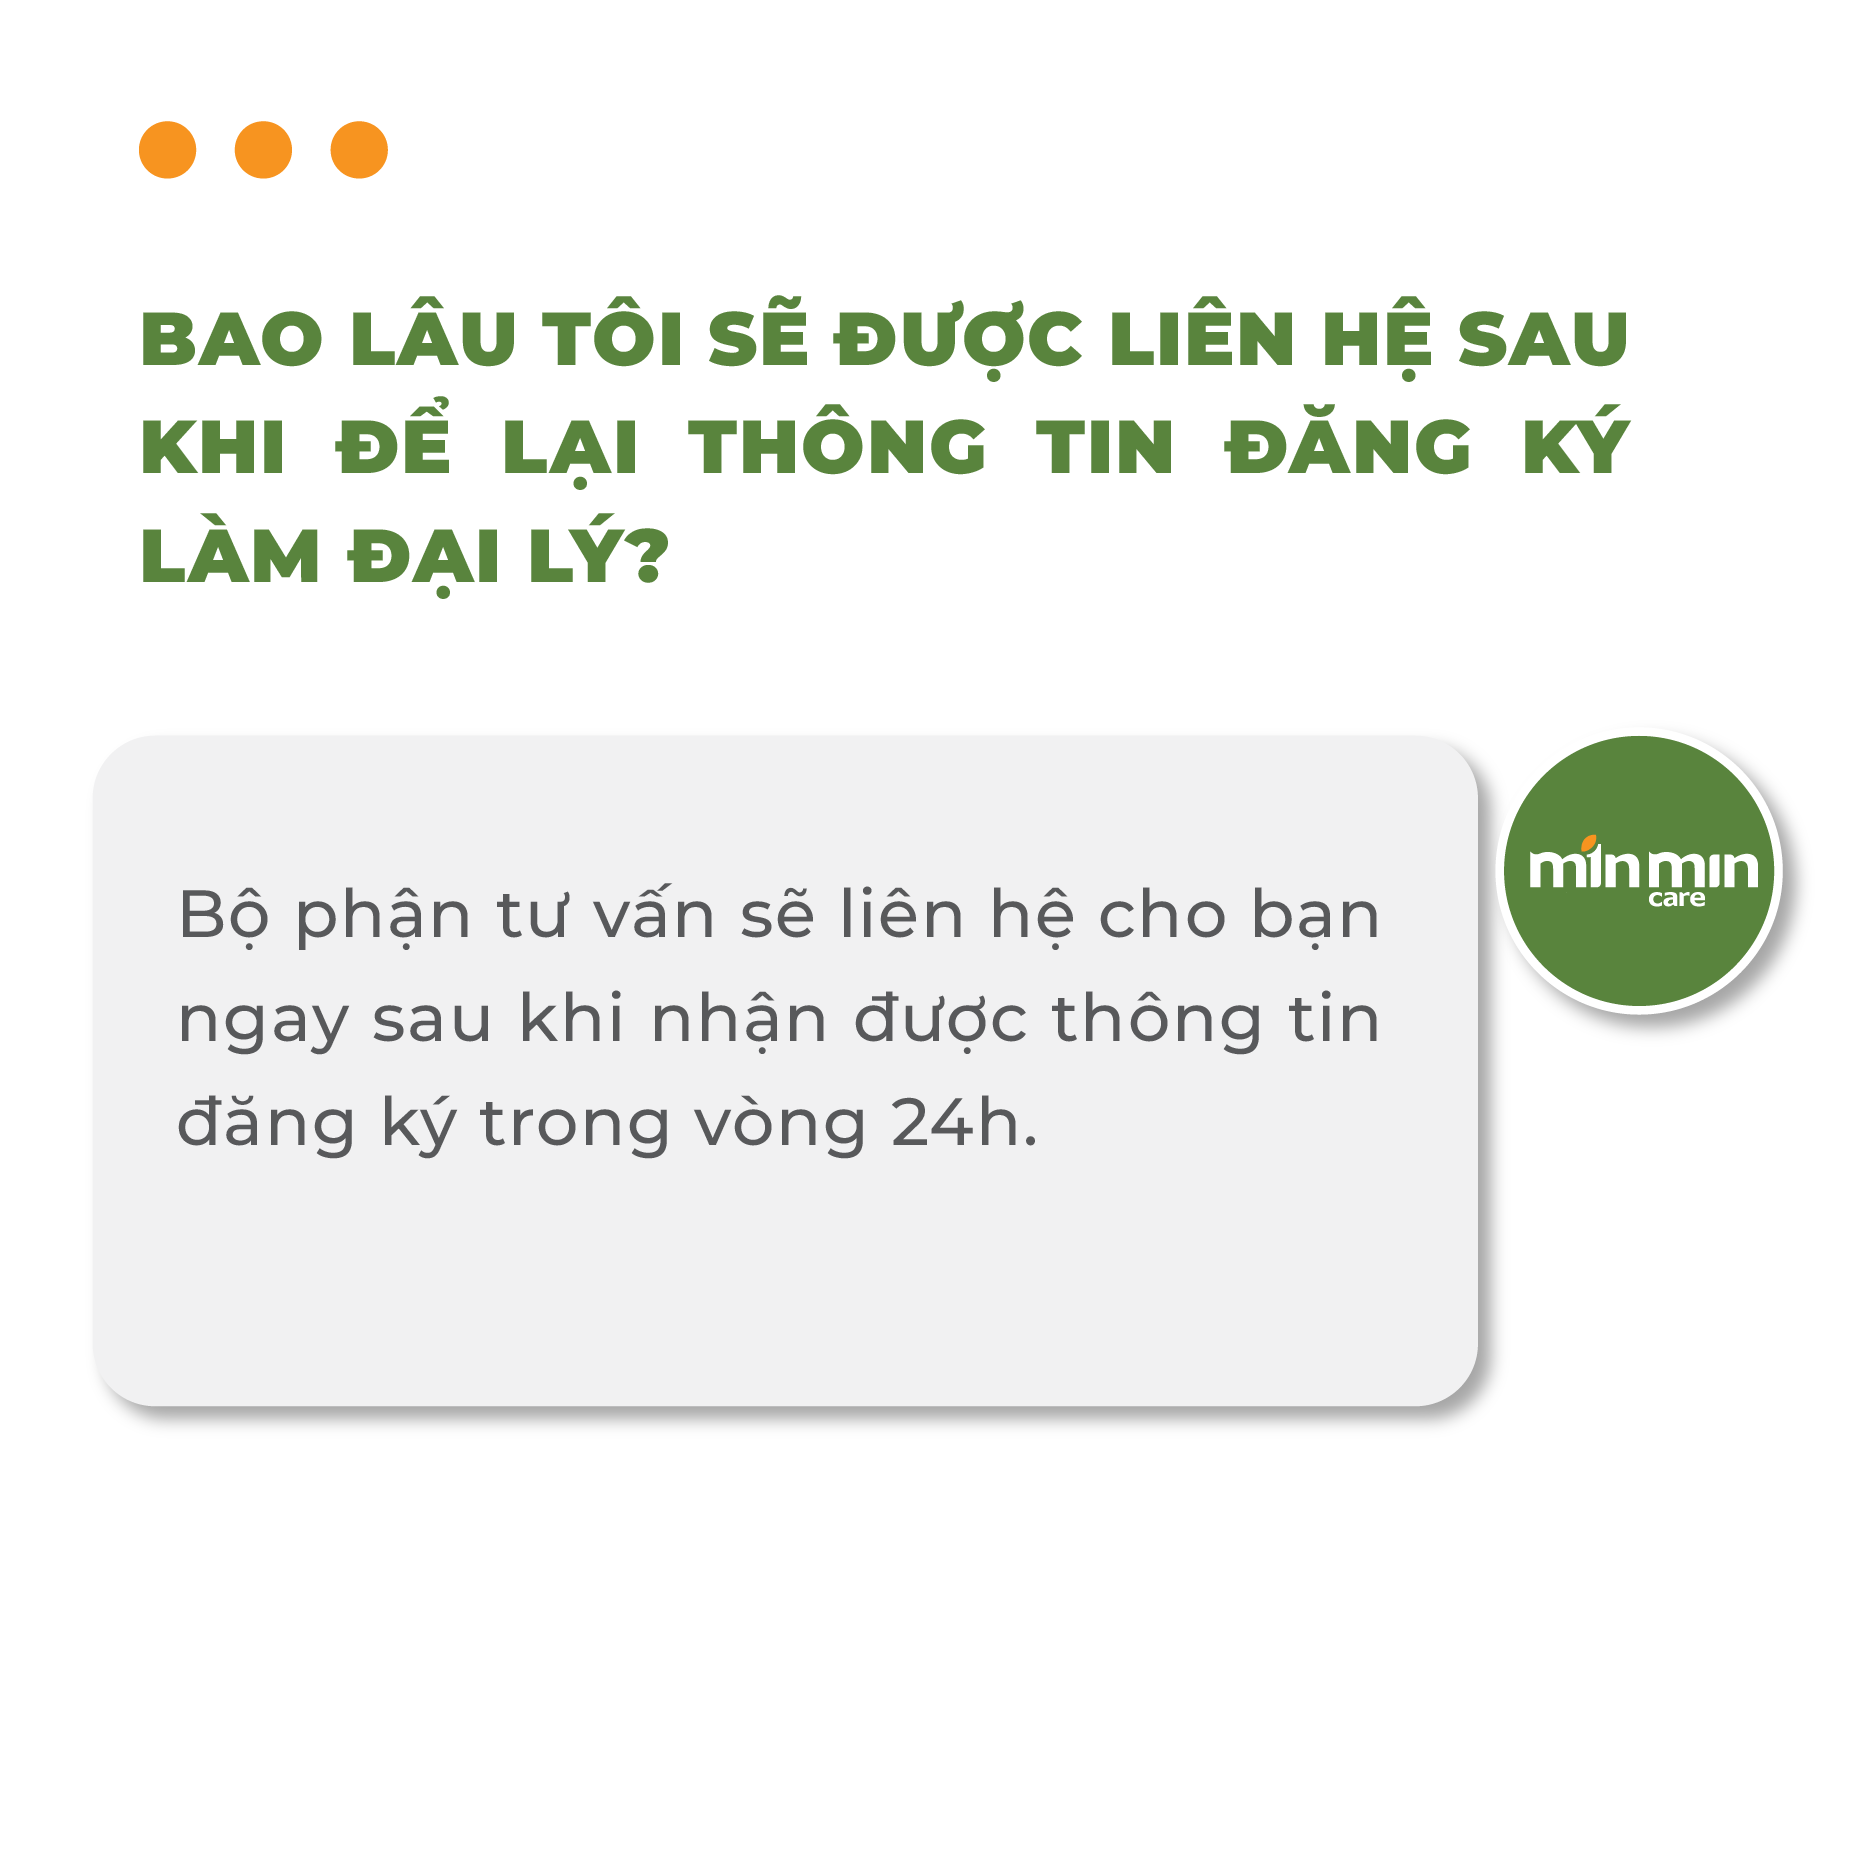 BAO LÂU TÔI SẼ ĐƯỢC LIÊN HỆ SAU
KHI ĐỂ LẠI THÔNG TIN ĐĂNG KÝ
LÀM ĐẠI LÝ?
Bộ phận tư vấn sẽ liên hệ cho bạn
ngay sau khi nhận được thông tin
đăng ký trong vòng 24h.
minmin
care